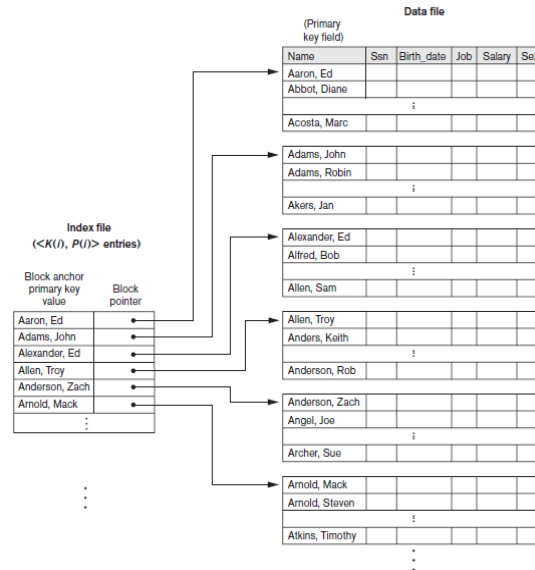 Data file
(Primary
key field)
Name Ssn Birth_date Job Salary Sex
Aaron, Ed
Abbot, Diane
Acosta, Marc
Adams, John
Adams, Robin
Akers, Jan
Index file
(<K(i), P(i)> entries)
Alexander, Ed
Alfred, Bob
Allen, Sam
Block anchor
primary key
value
Block
pointer
Aaron, Ed
Adams, John
Alexander, Ed
Allen, Troy
Anderson, Zach
Arnold, Mack
Allen, Troy
Anders, Keith
Anderson, Rob
Anderson, Zach
Angel, Joe
Archer, Sue
Arnold, Mack
Arnold, Steven
Atkins, Timothy